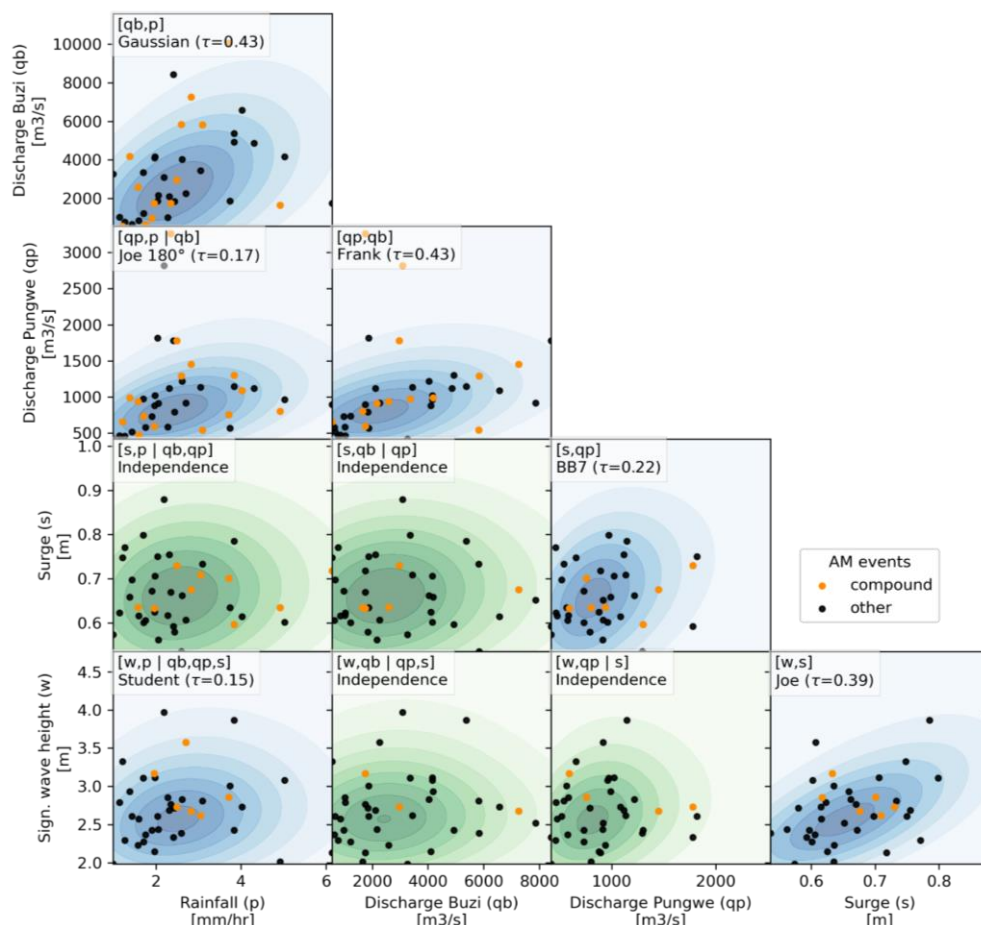 [qb,p]
Gaussian (τ=0.43)
10000
8000
6000
4000
2000
Discharge Buzi (qb)
[m3/s]
[qp,p | qb]
Joe 180° (τ=0.17)
[qp,qb]
Frank (τ=0.43)
3000
2500
2000
1500
1000
500
Discharge Pungwe (qp)
[m3/s]
[s,p | qb,qp]
Independence
[s,qb | qp]
Independence
[s,qp]
BB7 (τ=0.22)
1.0
0.9
0.8
0.7
0.6
Surge (s)
[m]
AM events
compound
other
[w,p | qb,qp,s]
Student (τ=0.15)
[w,qb | qp,s]
Independence
[w,qp | s]
Independence
[w,s]
Joe (τ=0.39)
4.5
4.0
3.5
3.0
2.5
2.0
Sign. wave height (w)
[m]
2 4 6
2000 4000 6000 8000
1000 2000
0.6 0.7 0.8
Rainfall (p)
[mm/hr]
Discharge Buzi (qb)
[m3/s]
Discharge Pungwe (qp)
[m3/s]
Surge (s)
[m]